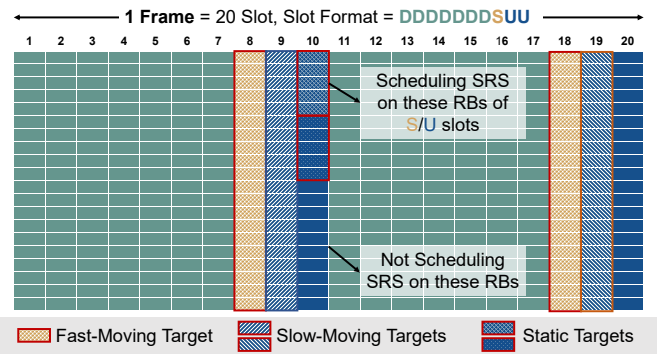 1 Frame = 20 Slot, Slot Format = DDDDDDDSUU
1 2 3 4 5 6 7 8 9 10 11 12 13 14 15 16 17 18 19 20
Scheduling SRS
on these RBs of
S/U slots
Not Scheduling
SRS on these RBs
Fast-Moving Target Slow-Moving Targets Static Targets